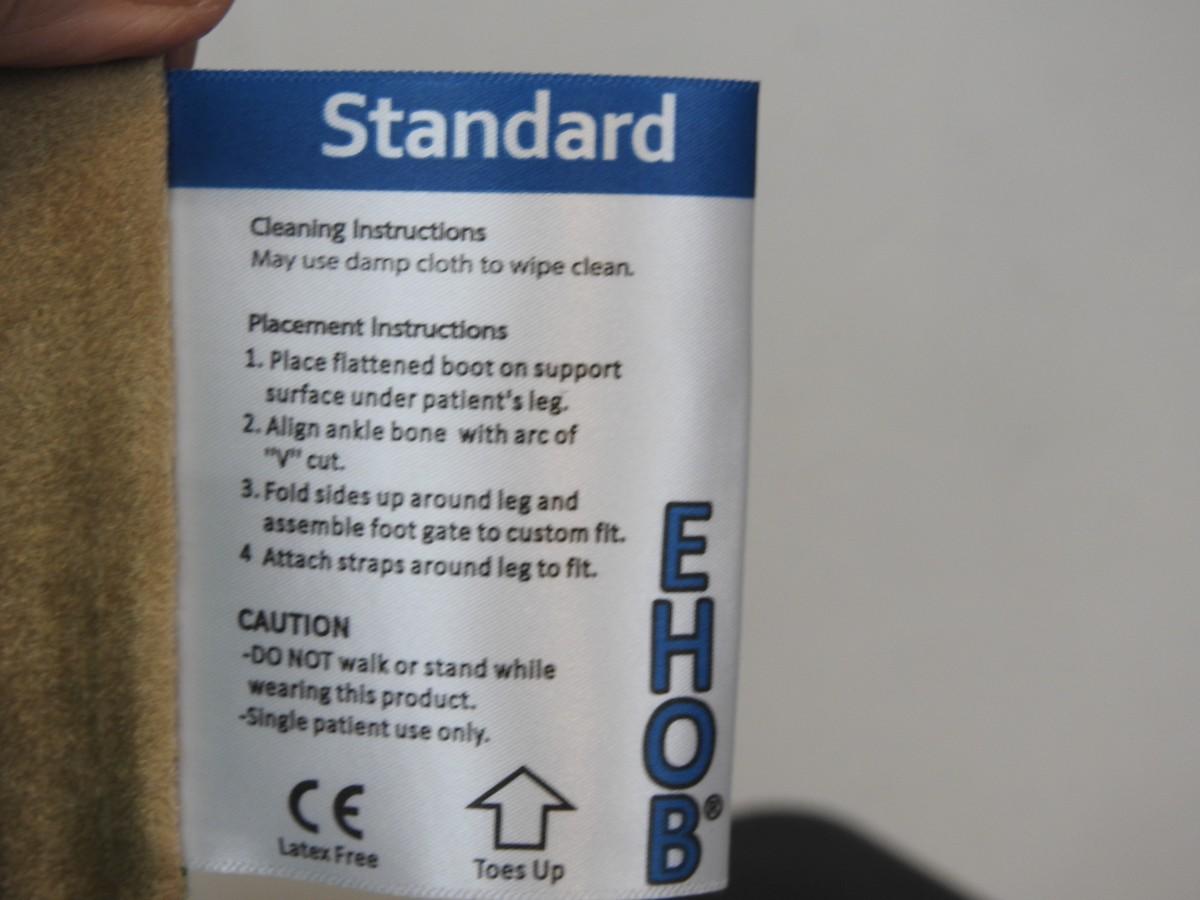 Standard
Cleaning Instructions
May use damp cloth to wipe clean.
Placement Instructions
1. Place flattened boot on support
surface under patient's leg.
2. Align ankle bone with arc of
"V" cut.
3. Fold sides up around leg and
assemble foot gate to custom fit.
4 Attach straps around leg to fit.
CAUTION
-DO NOT walk or stand while
wearing this product.
-Single patient use only.
CE
Latex Free
Toes Up
EHOB®